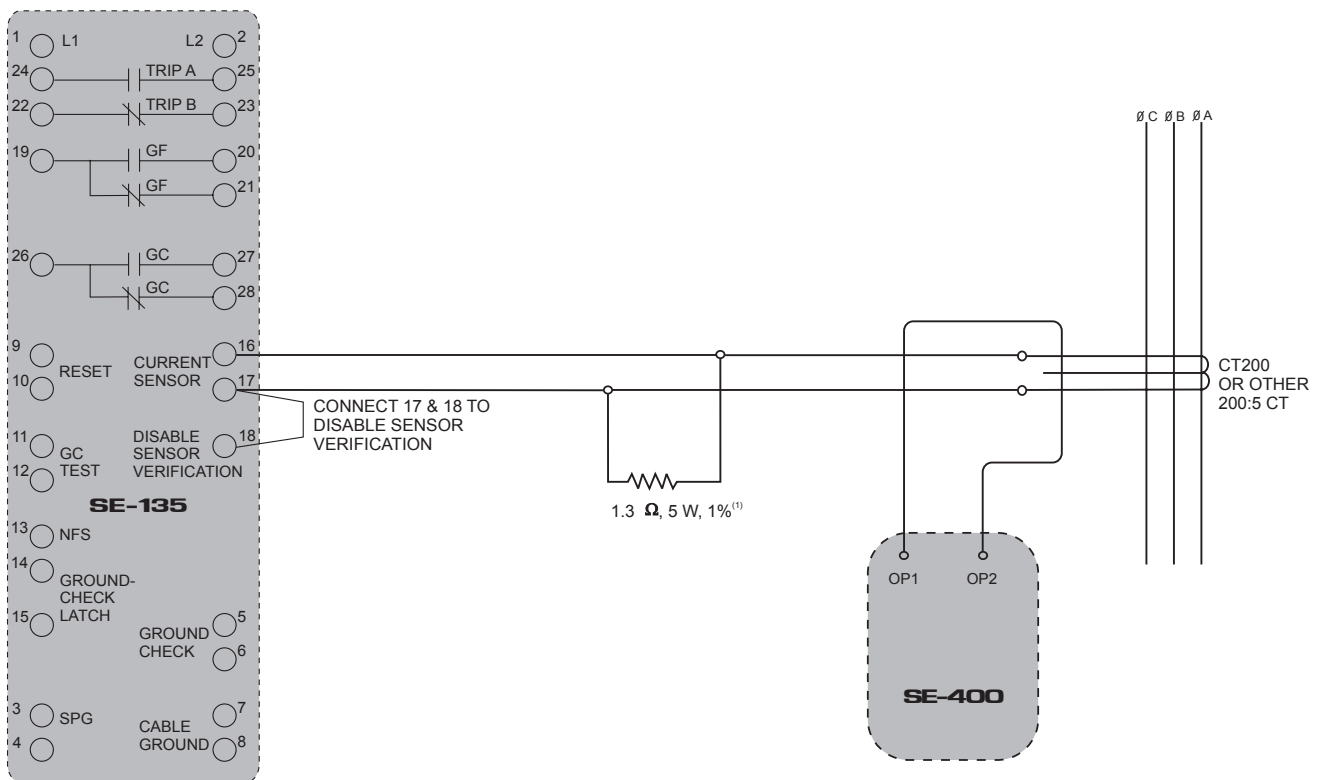 1 L1 L2 2
24 TRIP A 25
22 TRIP B 23
19 GF 20
GF 21
26 GC 27
GC 28
9 RESET 10
CURRENT
SENSOR
16
17
11 GC
TEST
12
DISABLE
SENSOR
VERIFICATION
18
SE-135
13 NFS
14 GROUND-
CHECK
LATCH
15
GROUND
CHECK
5
6
3 SPG
4
CABLE
GROUND
7
8
CONNECT 17 & 18 TO
DISABLE SENSOR
VERIFICATION
1.3 Ω, 5 W, 1%⁽¹⁾
OP1 OP2
SE-400
Ø C Ø B Ø A
CT200
OR OTHER
200:5 CT